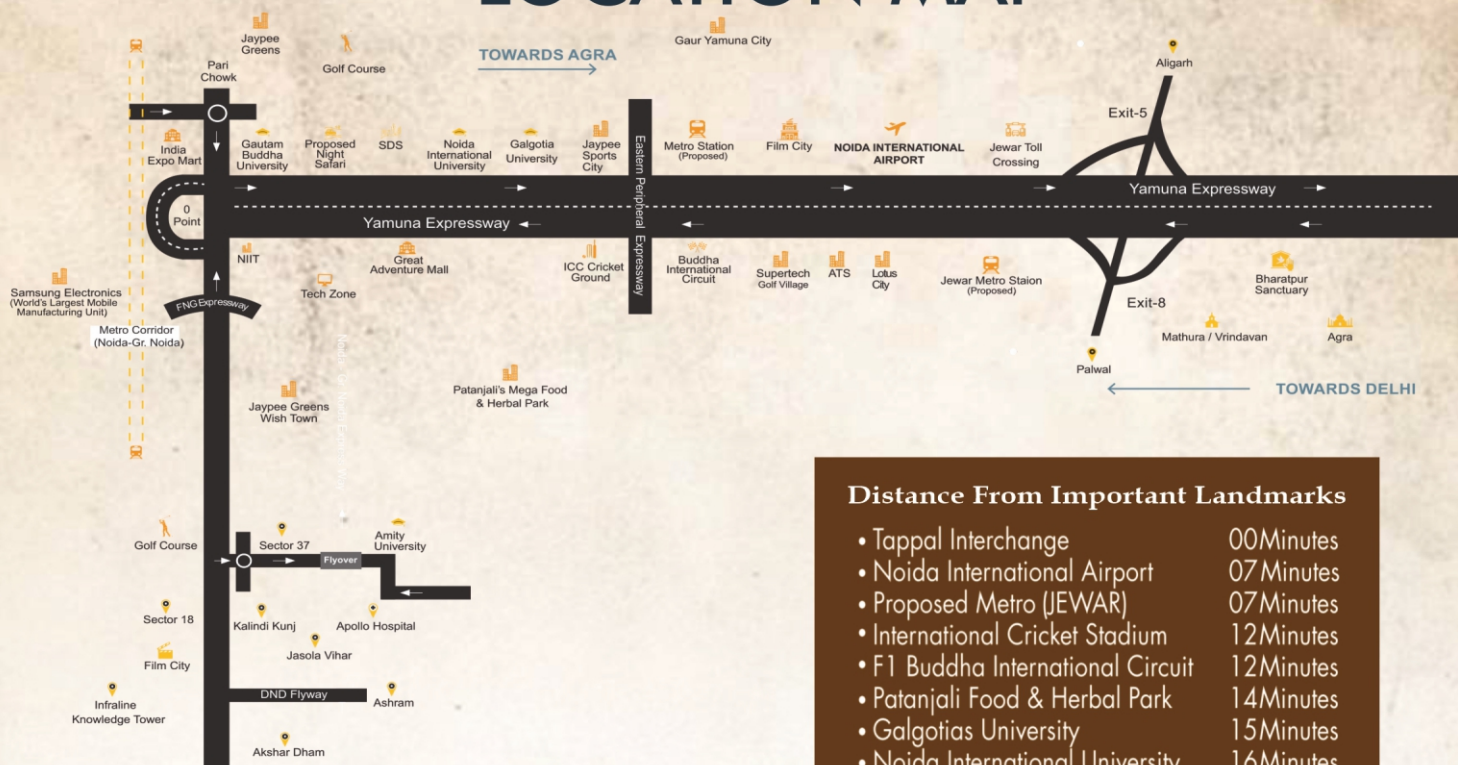 LOCATION MAP
Jaypee
Greens
Golf Course
TOWARDS AGRA
Gaur Yamuna City
Aligarh
Pari
Chowk
Exit-5
India
Expo Mart
Gautam
Buddha
University
Proposed
Night
Safari
SDS
Noida
International
University
Galgotia
University
Jaypee
Sports
City
Eastern Peripheral Expressway
Metro Station
(Proposed)
Film City
NOIDA INTERNATIONAL
AIRPORT
Jewar Toll
Crossing
Yamuna Expressway
0
Point
Yamuna Expressway
NIIT
Great
Adventure Mall
Tech Zone
ICC Cricket
Ground
Buddha
International
Circuit
Supertech
Golf Village
ATS
Lotus
City
Jewar Metro Staion
(Proposed)
Bharatpur
Sanctuary
Exit-8
Samsung Electronics
(World's Largest Mobile
Manufacturing Unit)
FNG Expressway
Metro Corridor
(Noida-Gr. Noida)
Mathura / Vrindavan
Agra
Palwal
TOWARDS DELHI
Jaypee Greens
Wish Town
Patanjali's Mega Food
& Herbal Park
Golf Course
Sector 37
Flyover
Amity
University
Sector 18
Kalindi Kunj
Apollo Hospital
Jasola Vihar
Film City
DND Flyway
Ashram
Infraline
Knowledge Tower
Akshar Dham
Distance From Important Landmarks
• Tappal Interchange 00Minutes
• Noida International Airport 07Minutes
• Proposed Metro (JEWAR) 07Minutes
• International Cricket Stadium 12Minutes
• F1 Buddha International Circuit 12Minutes
• Patanjali Food & Herbal Park 14Minutes
• Galgotias University 15Minutes
• Noida International University 16Minutes